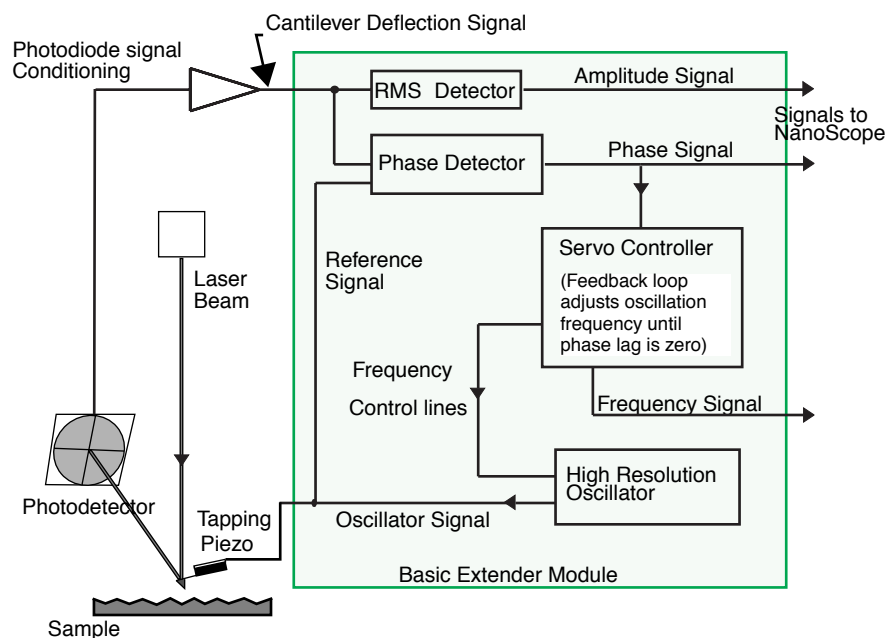 Cantilever Deflection Signal
Photodiode signal
Conditioning
RMS Detector
Amplitude Signal
Signals to
NanoScope
Phase Detector
Phase Signal
Servo Controller
(Feedback loop
adjusts oscillation
frequency until
phase lag is zero)
Reference
Signal
Laser
Beam
Frequency
Control lines
Frequency Signal
High Resolution
Oscillator
Photodetector
Tapping
Piezo
Oscillator Signal
Basic Extender Module
Sample